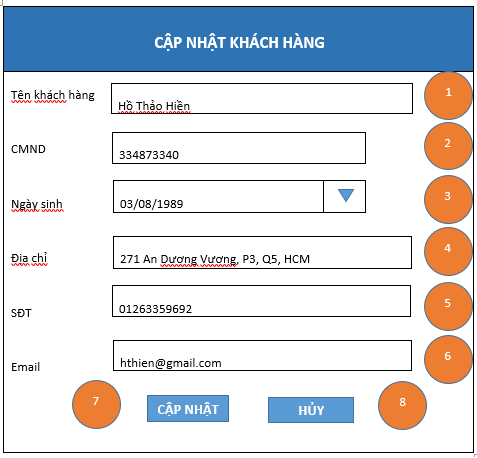 CẬP NHẬT KHÁCH HÀNG
Tên khách hàng Hồ Thảo Hiền 1
CMND 334873340 2
Ngày sinh 03/08/1989 3
Địa chỉ 271 An Dương Vương, P3, Q5, HCM 4
SĐT 01263359692 5
Email hthien@gmail.com 6
7 CẬP NHẬT HỦY 8